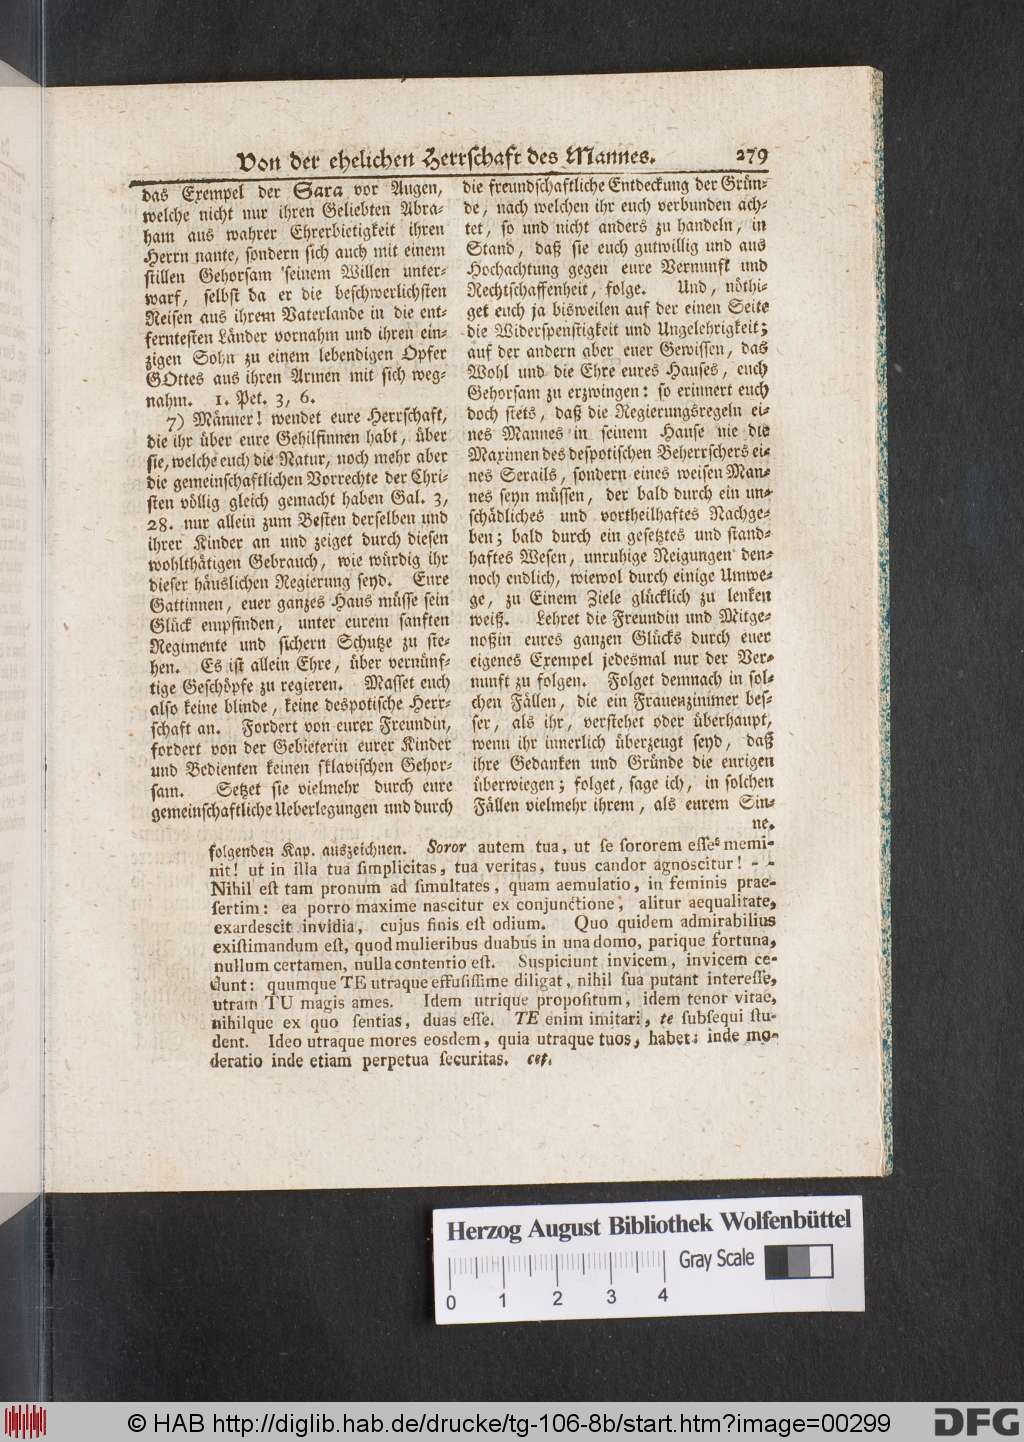 Von der ehelichen Herrschaft des Mannes. 279
das Exempel der Sara vor Augen,
welche nicht nur ihren Geliebten Abra-
ham aus wahrer Ehrerbietigkeit ihren
Herrn nante, sondern sich auch mit einem
stillen Gehorsam seinem Willen unter-
warf, selbst da er die beschwerlichsten
Reisen aus ihrem Vaterlande in die ent-
ferntesten Länder vornahm und ihren ein-
zigen Sohn zu einem lebendigen Opfer
GOttes aus ihren Armen mit sich weg-
nahm. 1. Pet. 3, 6.
7) Männer! wendet eure Herrschaft,
die ihr über eure Gehilfinnen habt, über
sie, welche euch die Natur, noch mehr aber
die gemeinschaftlichen Vorrechte der Chri-
sten völlig gleich gemacht haben Gal. 3,
28. nur allein zum Besten derselben und
ihrer Kinder an und zeiget durch diesen
wohlthätigen Gebrauch, wie würdig ihr
dieser häuslichen Regierung seyd. Eure
Gattinnen, euer ganzes Haus müsse sein
Glück empfinden, unter eurem sanften
Regimente und sichern Schutze zu ste-
hen. Es ist allein Ehre, über vernünf-
tige Geschöpfe zu regieren. Masset euch
also keine blinde, keine despotische Herr-
schaft an. Fordert von eurer Freundin,
fordert von der Gebieterin eurer Kinder
und Bedienten keinen sklavischen Gehor-
sam. Setzet sie vielmehr durch eure
gemeinschaftliche Ueberlegungen und durch
die freundschaftliche Entdeckung der Grün-
de, nach welchen ihr euch verbunden ach-
tet, so und nicht anders zu handeln, in
Stand, daß sie euch gutwillig und aus
Hochachtung gegen eure Vernunft und
Rechtschaffenheit, folge. Und, nöthi-
get euch ja bisweilen auf der einen Seite
die Widerspenstigkeit und Ungelehrigkeit;
auf der andern aber euer Gewissen, das
Wohl und die Ehre eures Hauses, euch
Gehorsam zu erzwingen: so erinnert euch
doch stets, daß die Regierungsregeln ei-
nes Mannes in seinem Hause nie die
Maximen des despotischen Beherrschers ei-
nes Serails, sondern eines weisen Man-
nes seyn müssen, der bald durch ein un-
schädliches und vortheilhaftes Nachge-
ben; bald durch ein gesetztes und stand-
haftes Wesen, unruhige Neigungen den-
noch endlich, wiewol durch einige Umwe-
ge, zu Einem Ziele glücklich zu lenken
weiß. Lehret die Freundin und Mitge-
noßin eures ganzen Glücks durch euer
eigenes Exempel jedesmal nur der Ver-
nunft zu folgen. Folget demnach in sol-
chen Fällen, die ein Frauenzimmer bes-
ser, als ihr, verstehet oder überhaupt,
wenn ihr innerlich überzeugt seyd, daß
ihre Gedanken und Gründe die eurigen
überwiegen; folget, sage ich, in solchen
Fällen vielmehr ihrem, als eurem Sin-
ne.
folgenden Kap. auszeichnen. Soror autem tua, ut se sororem esse memi-
nit! ut in illa tua simplicitas, tua veritas, tuus candor agnoscitur! - -
Nihil est tam pronum ad simultates, quam aemulatio, in feminis prae-
sertim: ea porro maxime nascitur ex conjunctione, alitur aequalitate,
exardescit invidia, cujus finis est odium. Quo quidem admirabilius
existimandum est, quod mulieribus duabus in una domo, parique fortuna,
nullum certamen, nulla contentio est. Suspiciunt invicem, invicem ce-
dunt: quumque TE utraque effusissime diligat, nihil sua putant interesse,
utram TU magis ames. Idem utrique propositum, idem tenor vitae,
nihilque ex quo sentias, duas esse. TE enim imitari, te subsequi stu-
dent. Ideo utraque mores eosdem, quia utraque tuos, habet: inde mo-
deratio inde etiam perpetua securitas. cet.
Herzog August Bibliothek Wolfenbüttel
Gray Scale
0 1 2 3 4
© HAB http://diglib.hab.de/drucke/tg-106-8b/start.htm?image=00299
DFG